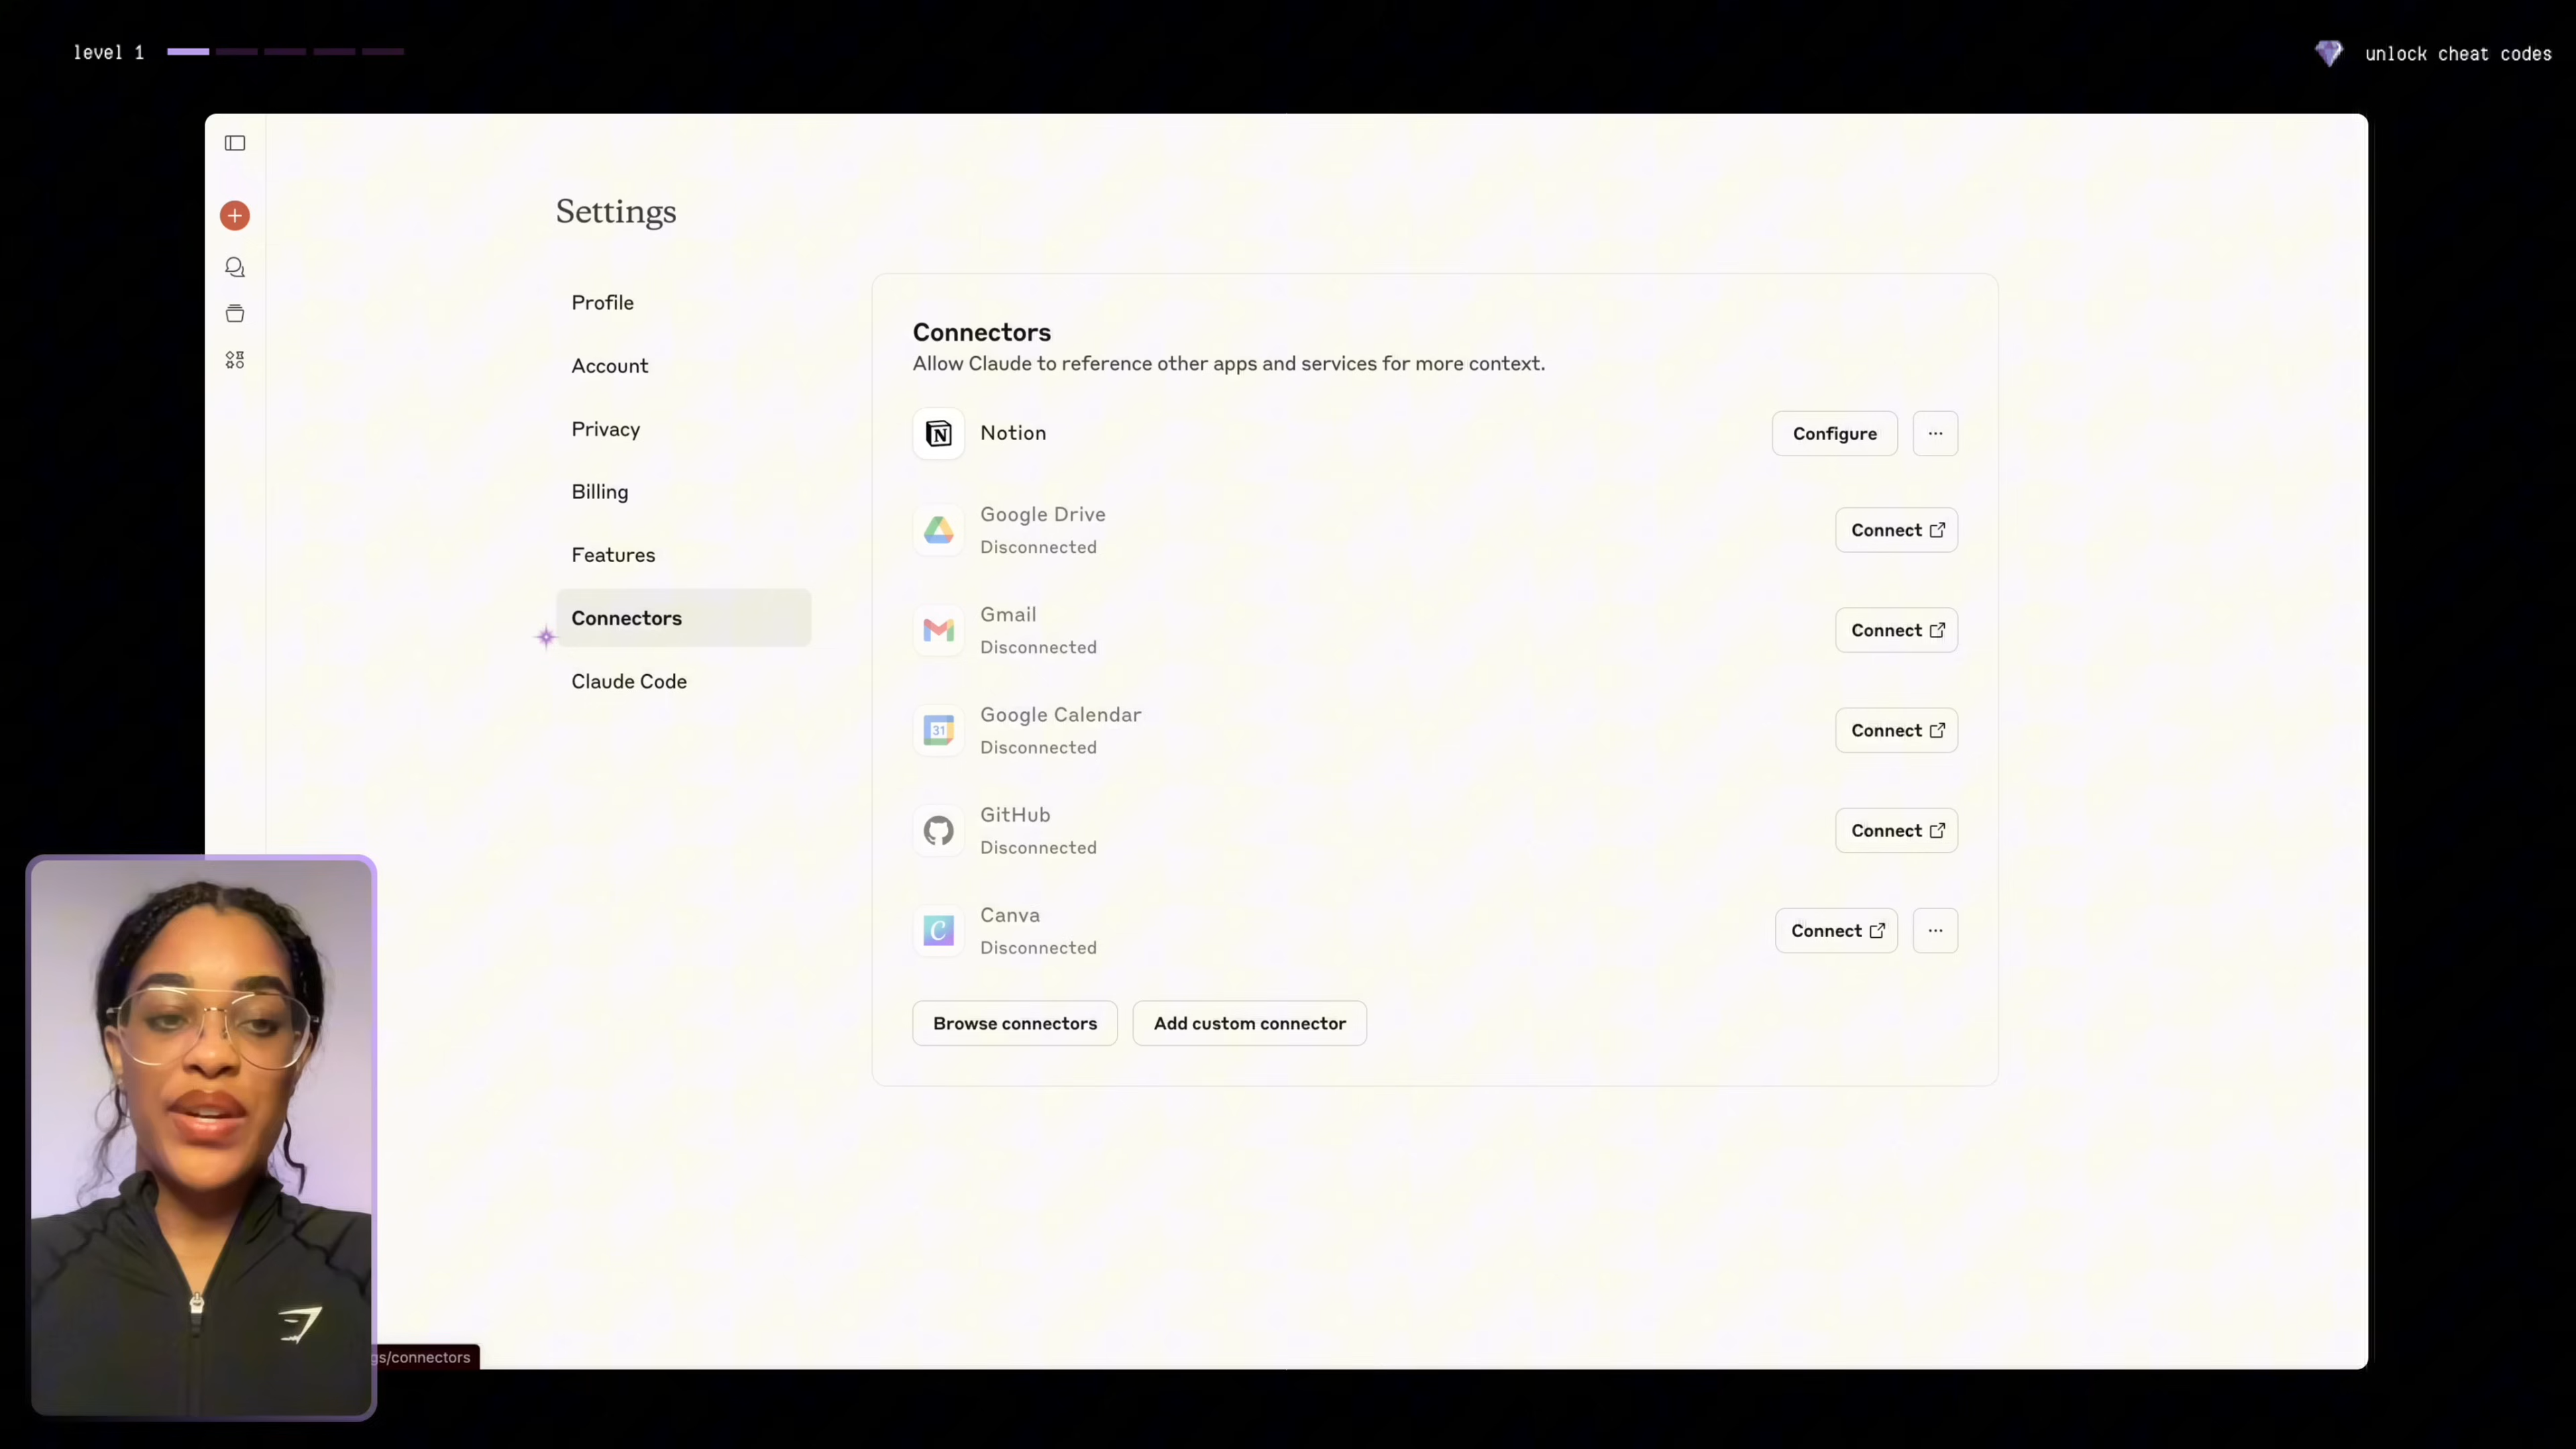 level 1
unlock cheat codes
Settings
Profile
Account
Privacy
Billing
Features
Connectors
Claude Code
Connectors
Allow Claude to reference other apps and services for more context.
Notion
Configure
Google Drive
Disconnected
Connect
Gmail
Disconnected
Connect
31
Google Calendar
Disconnected
Connect
GitHub
Disconnected
Connect
C
Canva
Disconnected
Connect
Browse connectors
Add custom connector
gs/connectors